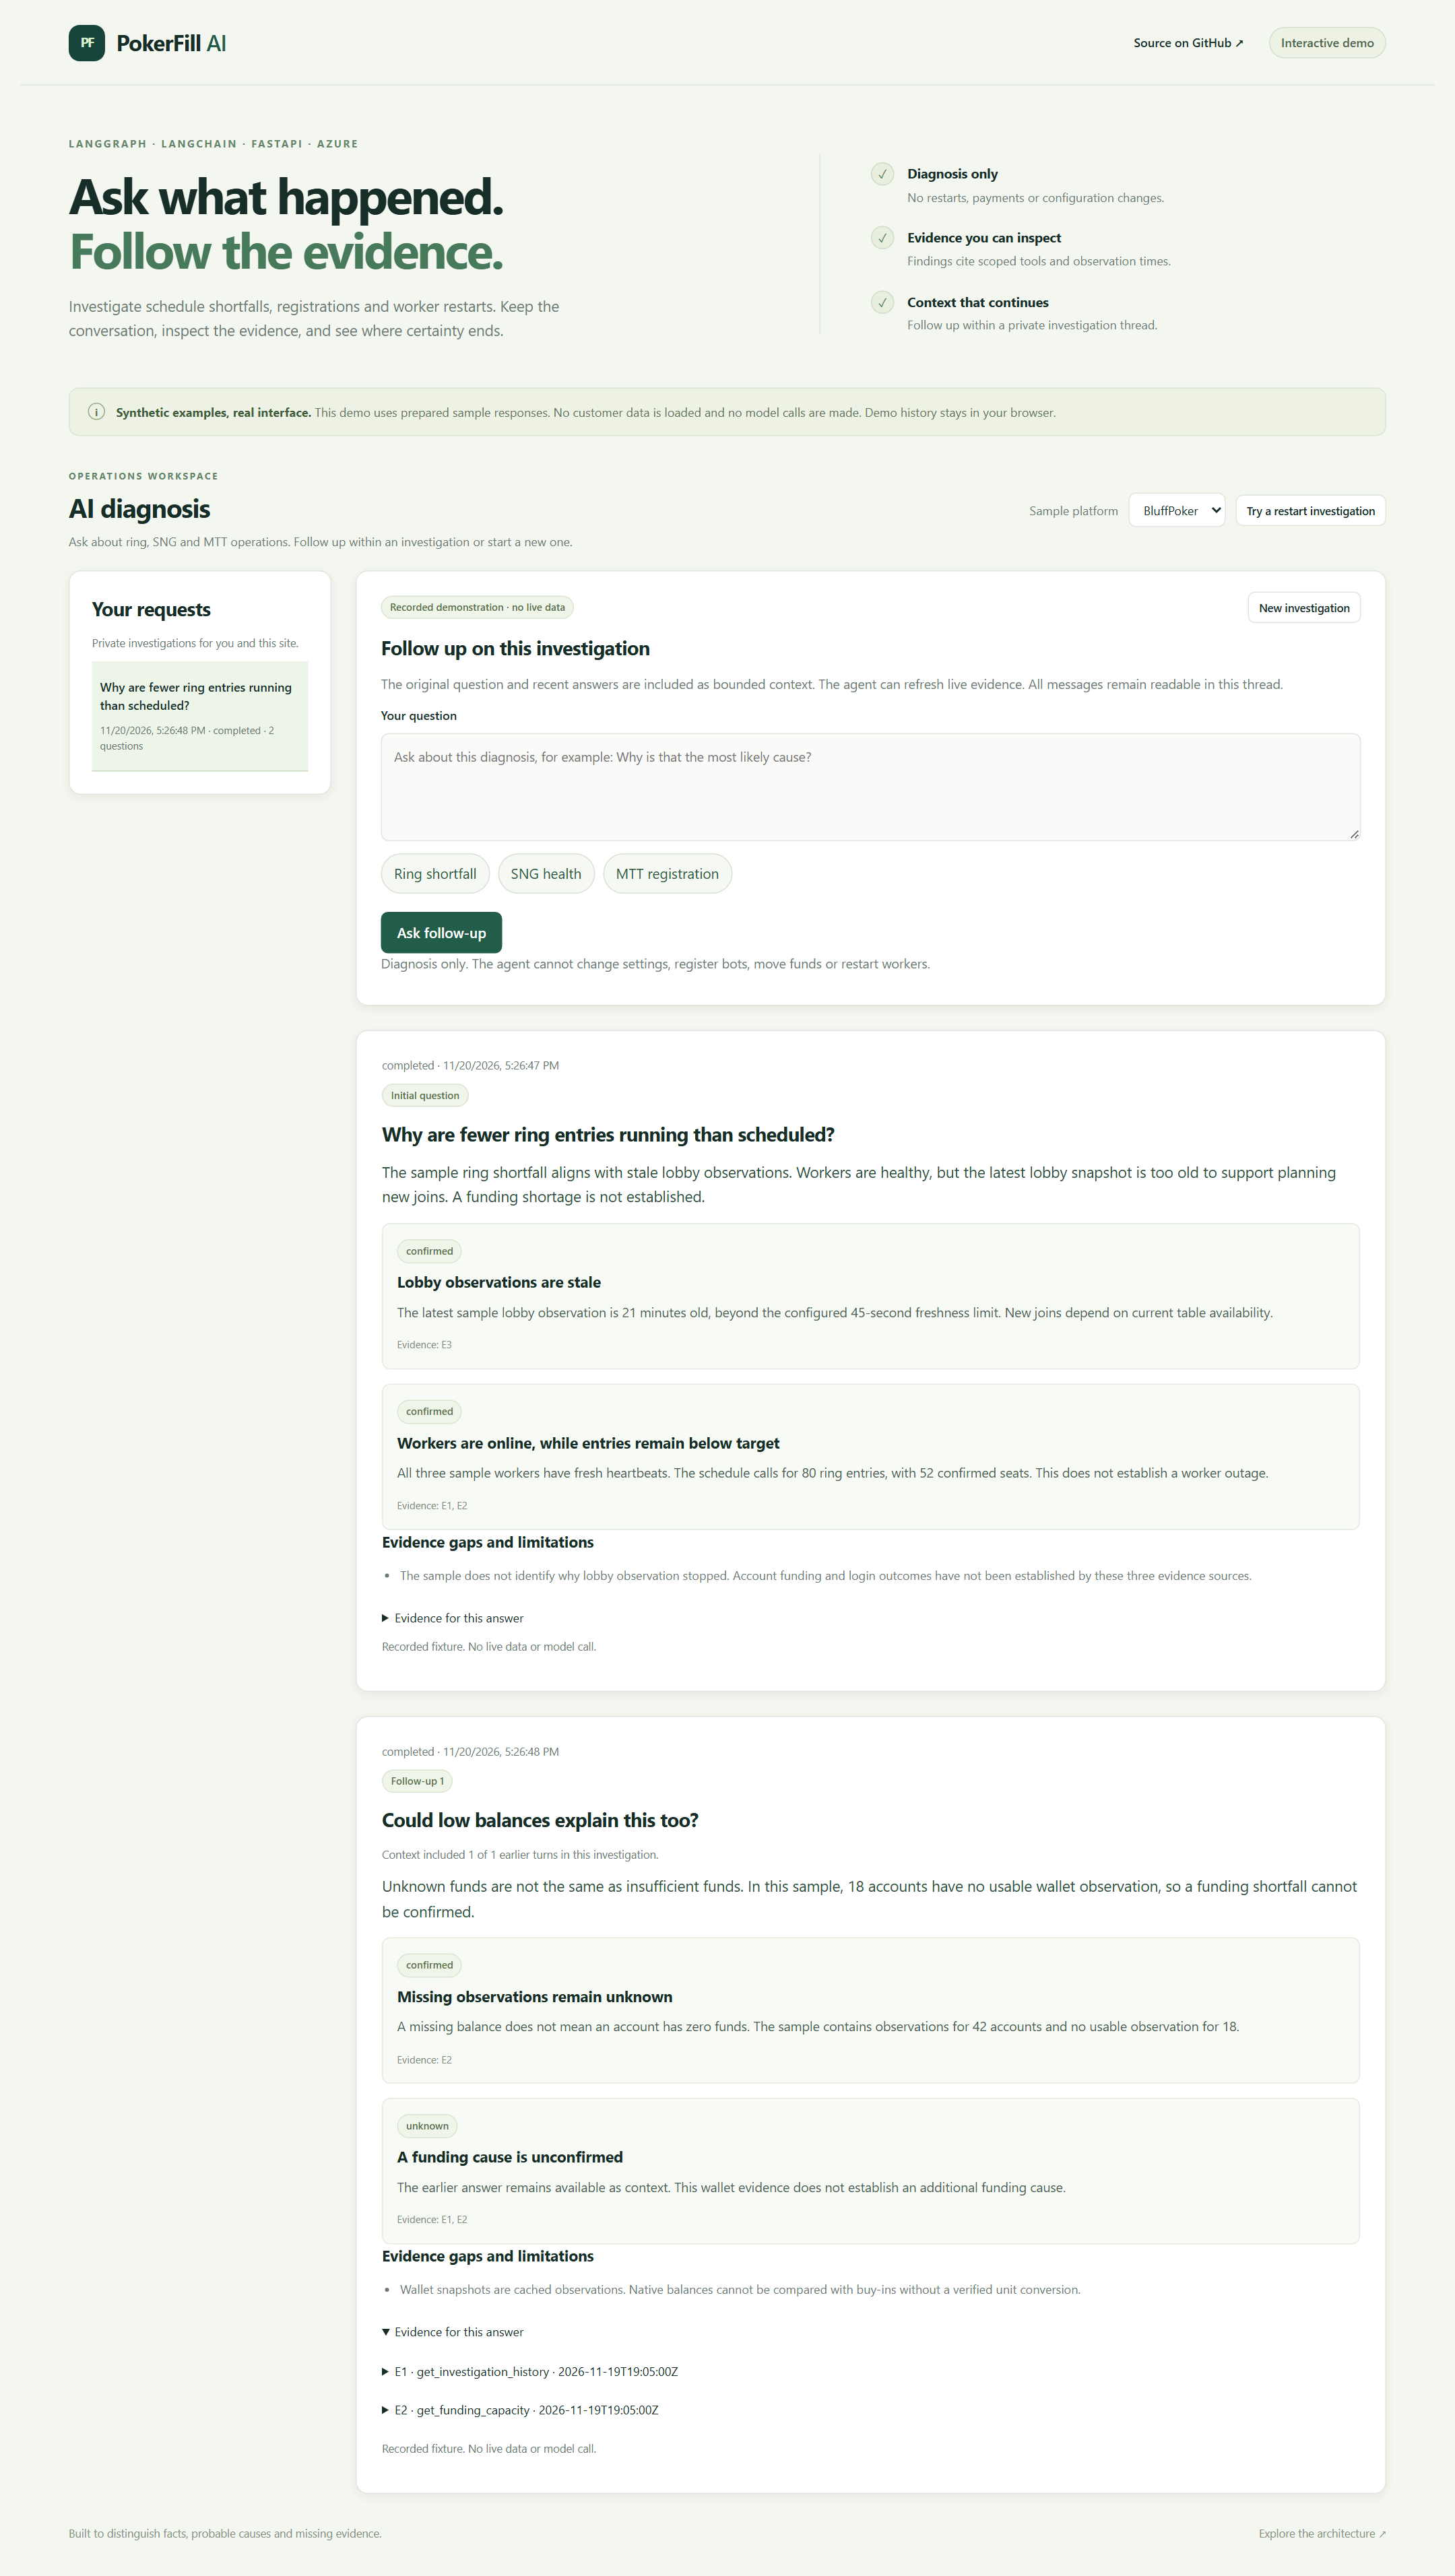 PF
PokerFill AI
Source on GitHub ↗
Interactive demo
LANGGRAPH · LANGCHAIN · FASTAPI · AZURE
Ask what happened.
Follow the evidence.
Investigate schedule shortfalls, registrations and worker restarts. Keep the
conversation, inspect the evidence, and see where certainty ends.
✓ Diagnosis only
No restarts, payments or configuration changes.
✓ Evidence you can inspect
Findings cite scoped tools and observation times.
✓ Context that continues
Follow up within a private investigation thread.
i Synthetic examples, real interface. This demo uses prepared sample responses. No customer data is loaded and no model calls are made. Demo history stays in your browser.
OPERATIONS WORKSPACE
AI diagnosis
Ask about ring, SNG and MTT operations. Follow up within an investigation or start a new one.
Sample platform
BluffPoker
Try a restart investigation
Your requests
Private investigations for you and this site.
Why are fewer ring entries running
than scheduled?
11/20/2026, 5:26:48 PM · completed · 2
questions
Recorded demonstration · no live data
New investigation
Follow up on this investigation
The original question and recent answers are included as bounded context. The agent can refresh live evidence. All messages remain readable in this thread.
Your question
Ask about this diagnosis, for example: Why is that the most likely cause?
Ring shortfall
SNG health
MTT registration
Ask follow-up
Diagnosis only. The agent cannot change settings, register bots, move funds or restart workers.
completed · 11/20/2026, 5:26:47 PM
Initial question
Why are fewer ring entries running than scheduled?
The sample ring shortfall aligns with stale lobby observations. Workers are healthy, but the latest lobby snapshot is too old to support planning
new joins. A funding shortage is not established.
confirmed
Lobby observations are stale
The latest sample lobby observation is 21 minutes old, beyond the configured 45-second freshness limit. New joins depend on current table availability.
Evidence: E3
confirmed
Workers are online, while entries remain below target
All three sample workers have fresh heartbeats. The schedule calls for 80 ring entries, with 52 confirmed seats. This does not establish a worker outage.
Evidence: E1, E2
Evidence gaps and limitations
• The sample does not identify why lobby observation stopped. Account funding and login outcomes have not been established by these three evidence sources.
▶ Evidence for this answer
Recorded fixture. No live data or model call.
completed · 11/20/2026, 5:26:48 PM
Follow-up 1
Could low balances explain this too?
Context included 1 of 1 earlier turns in this investigation.
Unknown funds are not the same as insufficient funds. In this sample, 18 accounts have no usable wallet observation, so a funding shortfall cannot
be confirmed.
confirmed
Missing observations remain unknown
A missing balance does not mean an account has zero funds. The sample contains observations for 42 accounts and no usable observation for 18.
Evidence: E2
unknown
A funding cause is unconfirmed
The earlier answer remains available as context. This wallet evidence does not establish an additional funding cause.
Evidence: E1, E2
Evidence gaps and limitations
• Wallet snapshots are cached observations. Native balances cannot be compared with buy-ins without a verified unit conversion.
▼ Evidence for this answer
▶ E1 · get_investigation_history · 2026-11-19T19:05:00Z
▶ E2 · get_funding_capacity · 2026-11-19T19:05:00Z
Recorded fixture. No live data or model call.
Built to distinguish facts, probable causes and missing evidence.
Explore the architecture ↗